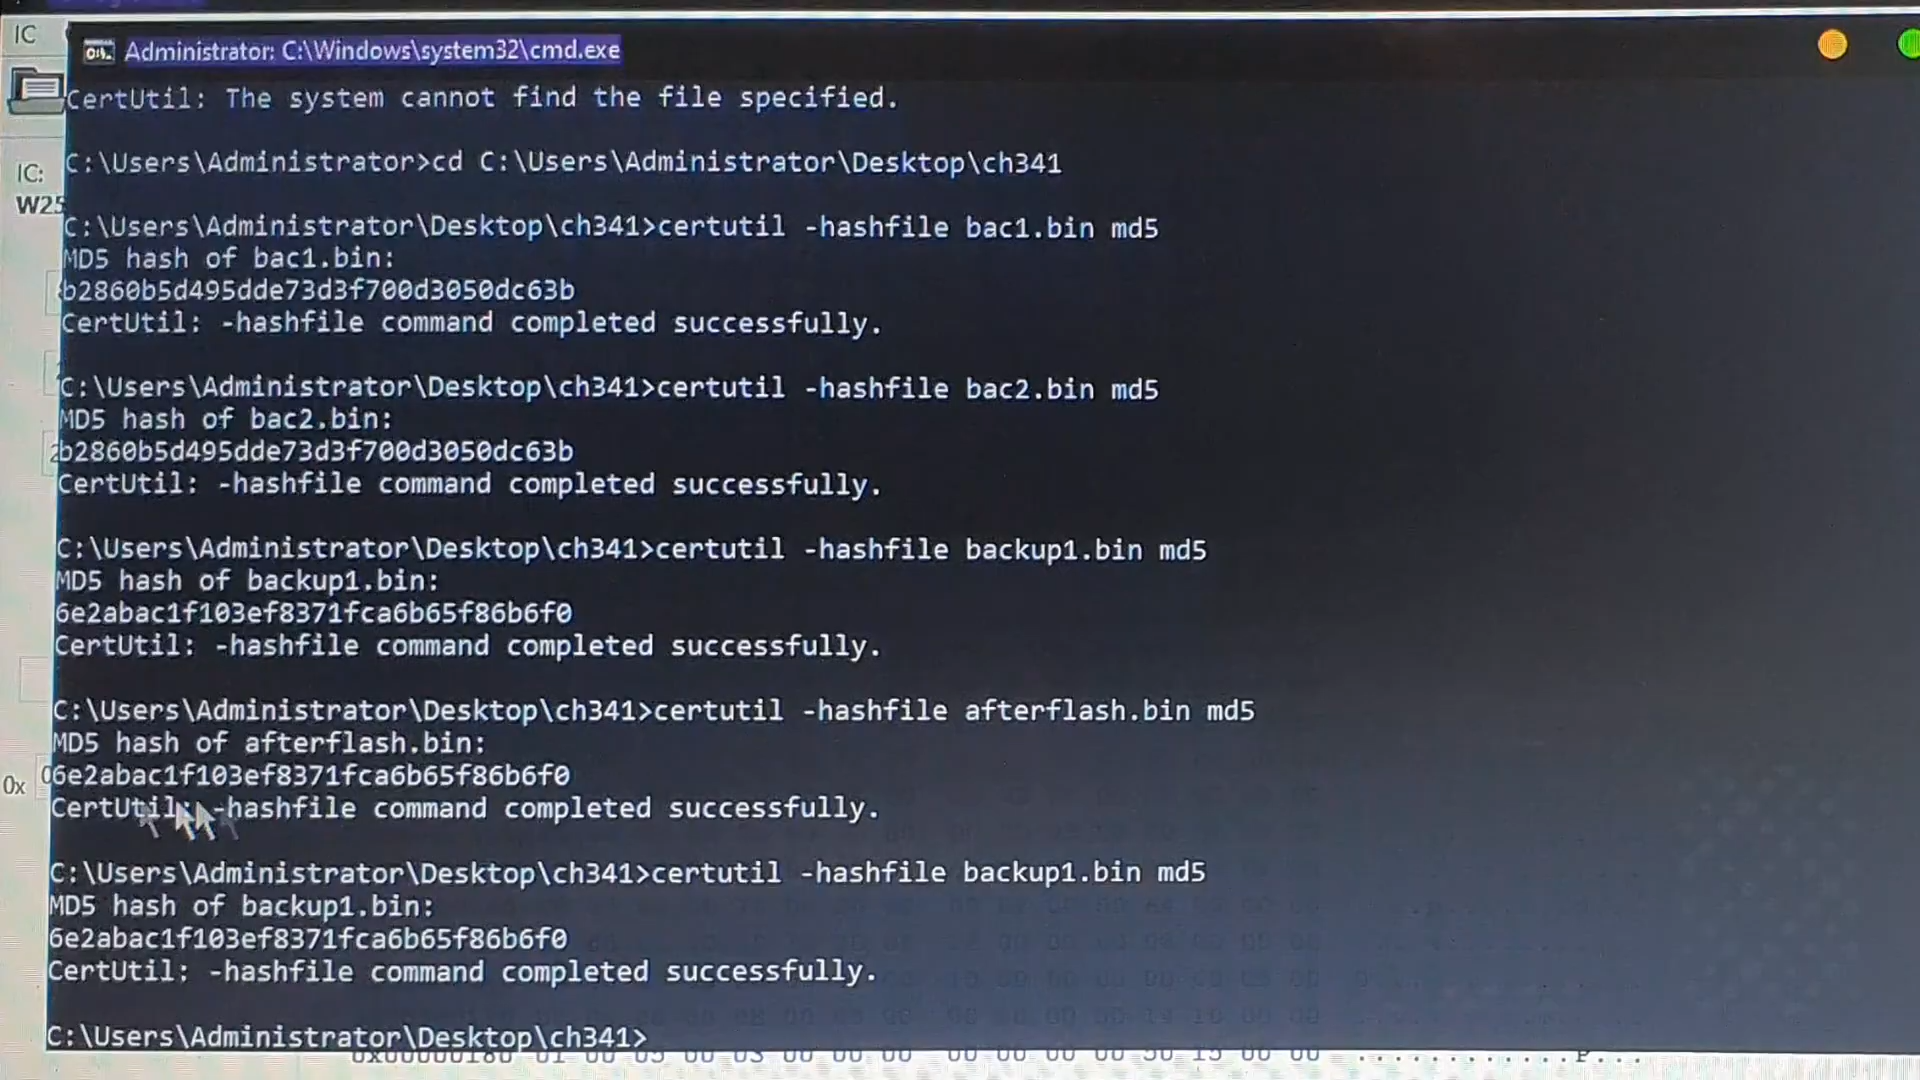 IC
Administrator: C:\Windows\system32\cmd.exe
CertUtil: The system cannot find the file specified.
C:\Users\Administrator>cd C:\Users\Administrator\Desktop\ch341
IC:
W25
C:\Users\Administrator\Desktop\ch341>certutil -hashfile bac1.bin md5
MD5 hash of bac1.bin:
b2860b5d495dde73d3f700d3050dc63b
CertUtil: -hashfile command completed successfully.
C:\Users\Administrator\Desktop\ch341>certutil -hashfile bac2.bin md5
MD5 hash of bac2.bin:
b2860b5d495dde73d3f700d3050dc63b
CertUtil: -hashfile command completed successfully.
C:\Users\Administrator\Desktop\ch341>certutil -hashfile backup1.bin md5
MD5 hash of backup1.bin:
6e2abac1f103ef8371fca6b65f86b6f0
CertUtil: -hashfile command completed successfully.
C:\Users\Administrator\Desktop\ch341>certutil -hashfile afterflash.bin md5
MD5 hash of afterflash.bin:
6e2abac1f103ef8371fca6b65f86b6f0
0x
CertUtil: -hashfile command completed successfully.
C:\Users\Administrator\Desktop\ch341>certutil -hashfile backup1.bin md5
MD5 hash of backup1.bin:
6e2abac1f103ef8371fca6b65f86b6f0
CertUtil: -hashfile command completed successfully.
C:\Users\Administrator\Desktop\ch341>